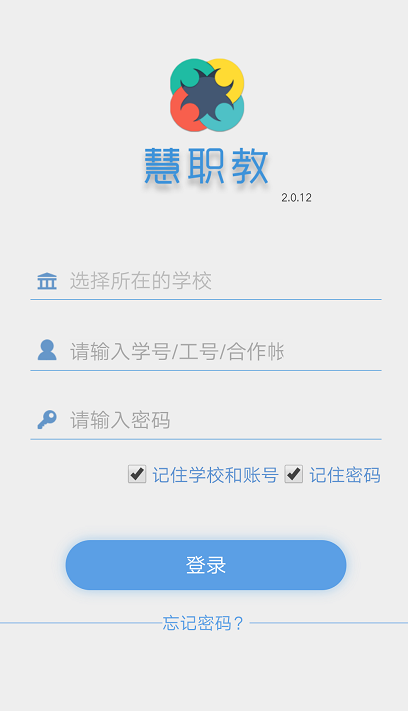 慧职教
2.0.12
选择所在的学校
请输入学号/工号/合作帐
请输入密码
记住学校和账号 记住密码
登录
忘记密码?